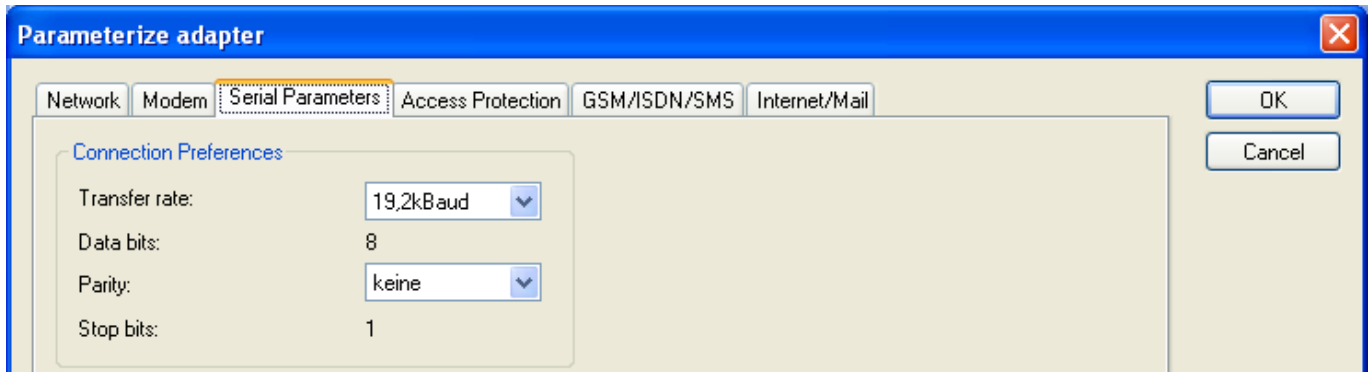 Parameterize adapter
Network Modem Serial Parameters Access Protection GSM/ISDN/SMS Internet/Mail
OK
Cancel
Connection Preferences
Transfer rate: 19,2kBaud
Data bits: 8
Parity: keine
Stop bits: 1